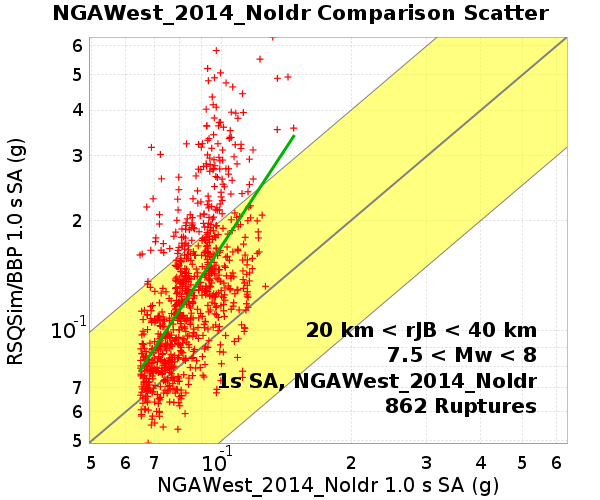 NGAWest_2014_NoIdr Comparison Scatter
6
5
4
3
2
10-1
7
6
5
RSQSim/BBP 1.0 s SA (g)
20 km < rJB < 40 km
7.5 < Mw < 8
1s SA, NGAWest_2014_NoIdr
862 Ruptures
5 6 7 10-1 2 3 4 5 6
NGAWest_2014_NoIdr 1.0 s SA (g)